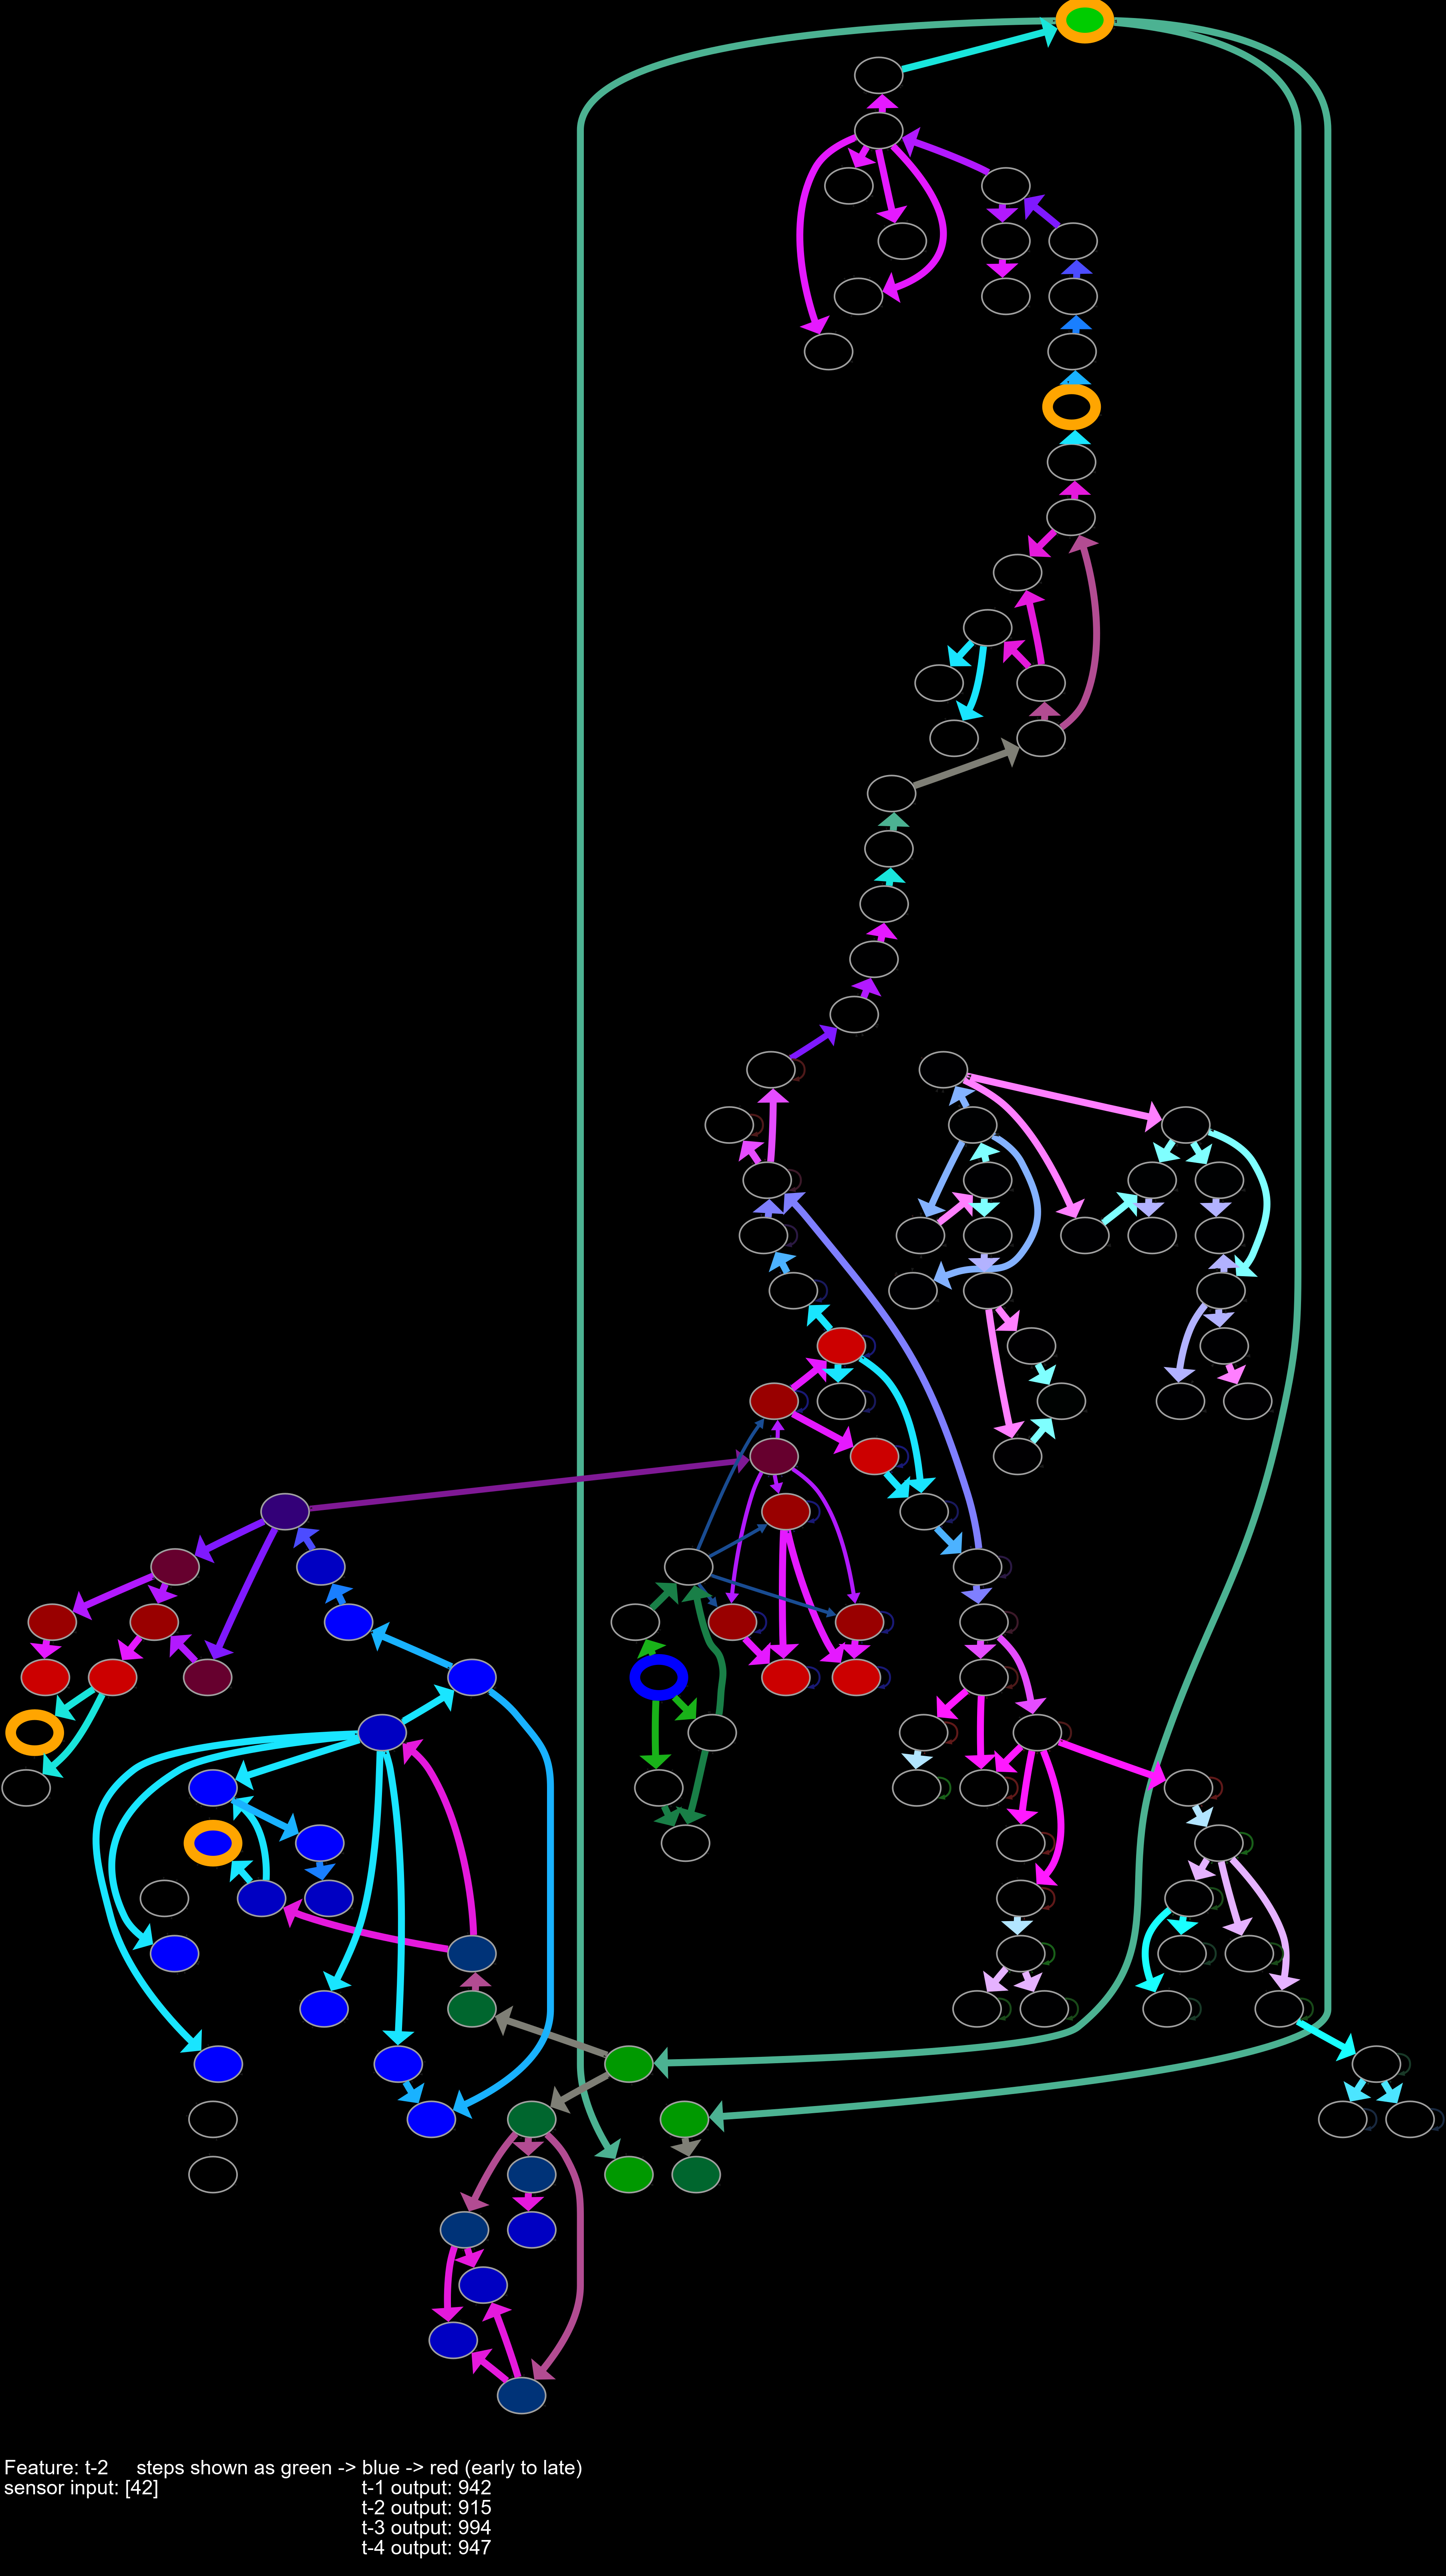 Feature: t-2 steps shown as green -> blue -> red (early to late)
sensor input: [42] t-1 output: 942
t-2 output: 915
t-3 output: 994
t-4 output: 947